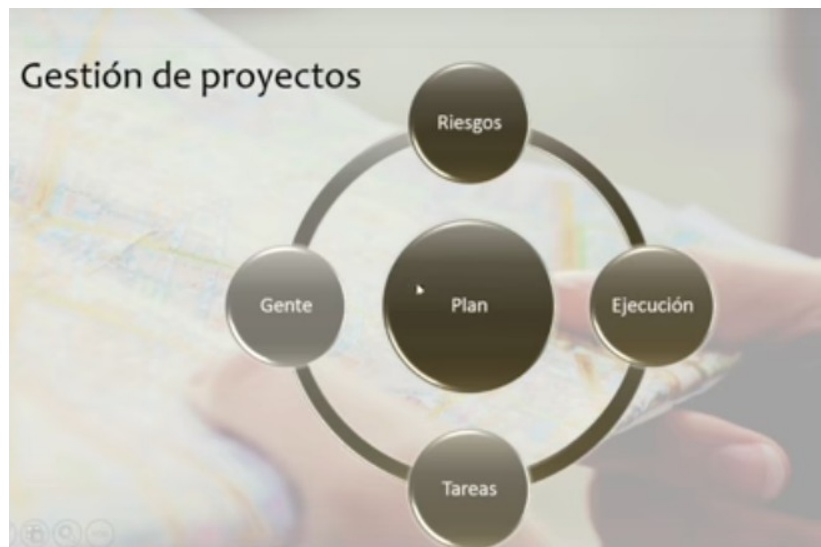 Gestión de proyectos
Riesgos
Gente
Plan
Ejecución
Tareas